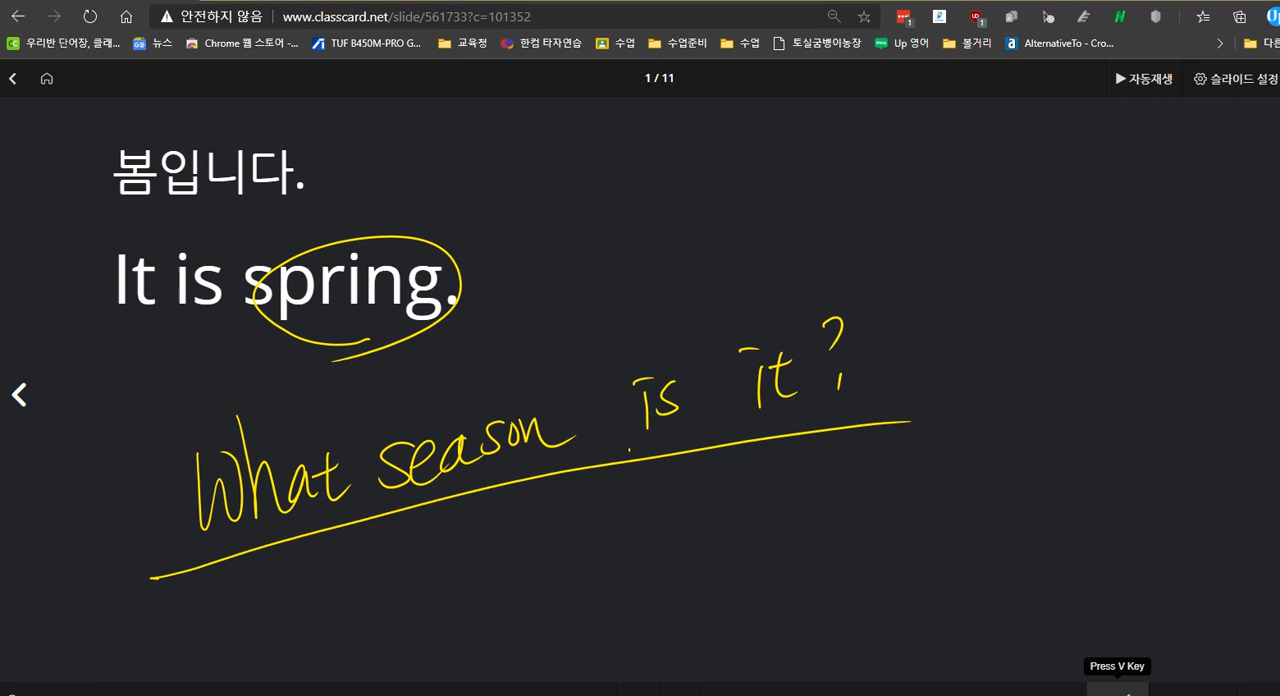 안전하지 않음 www.classcard.net/slide/561733?c=101352
우리반 단어장, 클래... 뉴스 Chrome 웹 스토어 -... TUF B450M-PRO G... 교육청 한컴 타자연습 수업 수업준비 수업 토실굼벵이농장 Up 영어 볼거리 AlternativeTo - Cro... 다른
1 / 11 자동재생 슬라이드 설정
봄입니다.
It is spring.
What season is it?
Press V Key